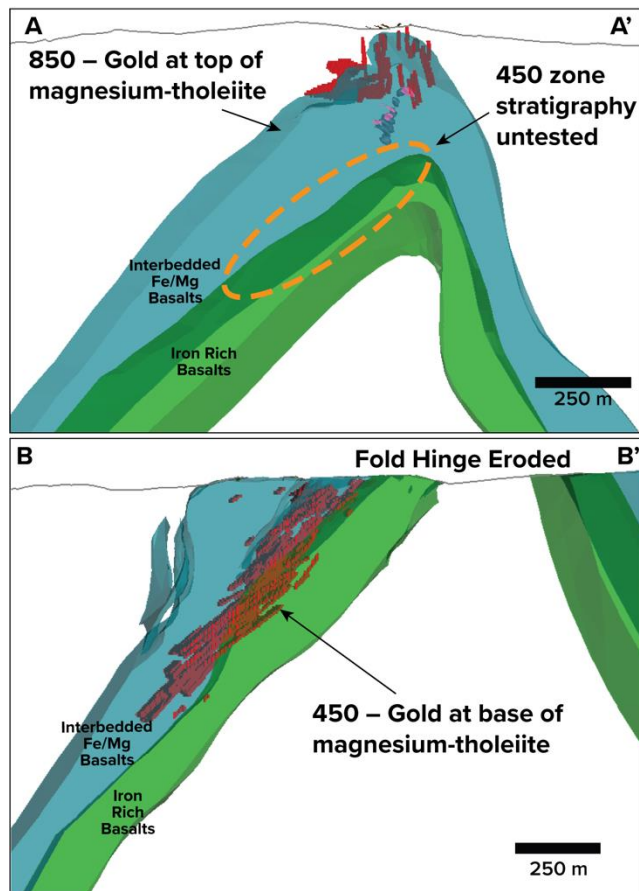 A
A'
850 – Gold at top of
magnesium-tholeiite
450 zone
stratigraphy
untested
Interbedded
Fe/Mg
Basalts
Iron Rich
Basalts
250 m
B
B'
Fold Hinge Eroded
450 – Gold at base of
magnesium-tholeiite
Interbedded
Fe/Mg
Basalts
Iron
Rich
Basalts
250 m